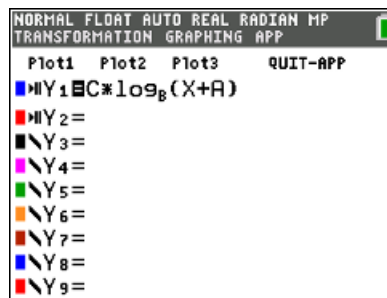 NORMAL FLOAT AUTO REAL RADIAN MP
TRANSFORMATION GRAPHING APP
Plot1 Plot2 Plot3 QUIT-APP
Y1=C*logB(X+A)
Y2=
\Y3=
\Y4=
\Y5=
\Y6=
\Y7=
\Y8=
\Y9=